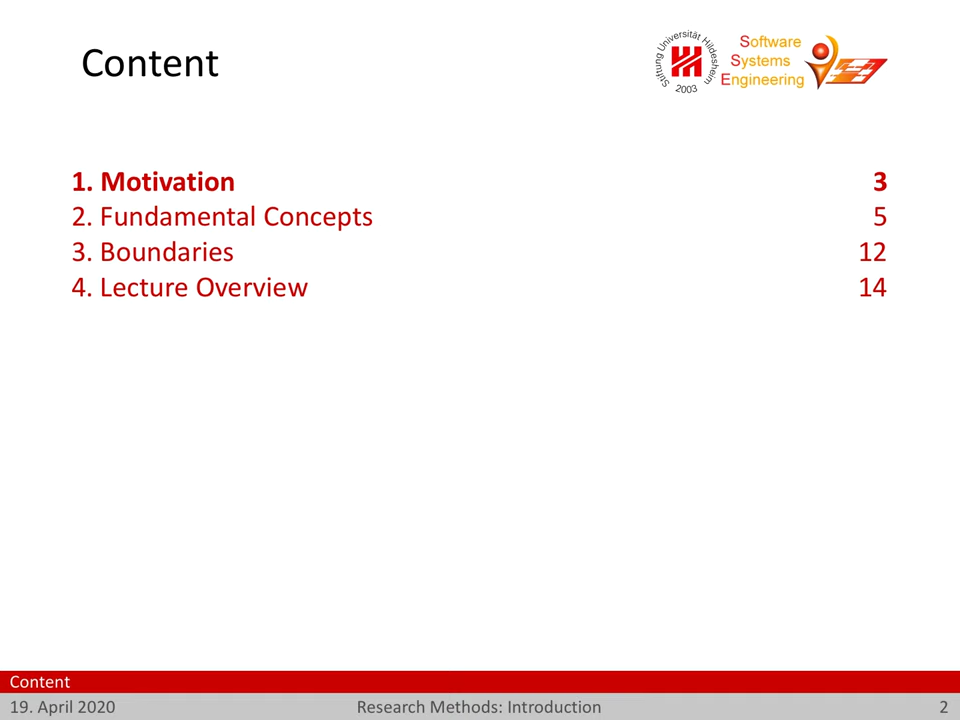 Content
Stiftung Universität Hildesheim
2003
Software
Systems
Engineering
1. Motivation 3
2. Fundamental Concepts 5
3. Boundaries 12
4. Lecture Overview 14
Content
19. April 2020 Research Methods: Introduction 2